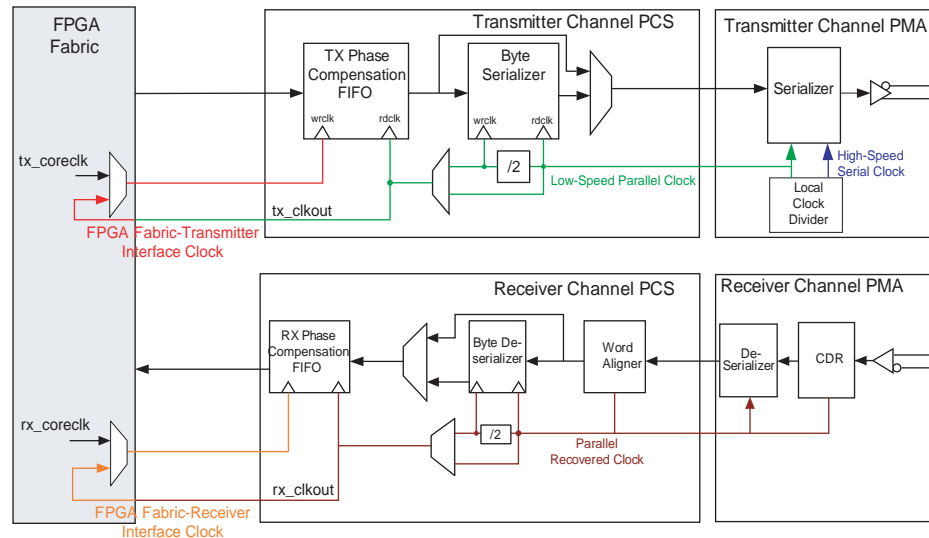 FPGA
Fabric
Transmitter Channel PCS
Transmitter Channel PMA
TX Phase
Compensation
FIFO
wrclk
rdclk
Byte
Serializer
wrclk
rdclk
Serializer
tx_coreclk
/2
Low-Speed Parallel Clock
High-Speed
Serial Clock
Local
Clock
Divider
tx_clkout
FPGA Fabric-Transmitter
Interface Clock
Receiver Channel PCS
Receiver Channel PMA
RX Phase
Compensation
FIFO
Byte De-
serializer
Word
Aligner
De-
Serializer
CDR
rx_coreclk
/2
Parallel
Recovered Clock
rx_clkout
FPGA Fabric-Receiver
Interface Clock